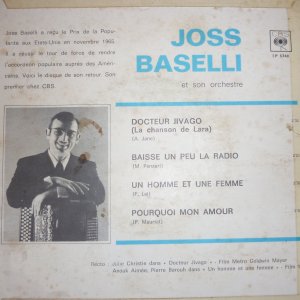 Joss Baselli a reçu le Prix de la Popu-
larité aux Etats-Unis en novembre 1965.
Il a réussi le tour de force de rendre
l'accordéon populaire auprès des Amé-
ricains. Voici le disque de son retour. Son
premier chez CBS.
JOSS
BASELLI
et son orchestre
CBS
DOCTEUR JIVAGO
(La chanson de Lara)
(A. Jarre)
BAISSE UN PEU LA RADIO
(M. Panzeri)
UN HOMME ET UNE FEMME
(F. Lai)
POURQUOI MON AMOUR
(P. Mauriat)
Recto : Julie Christie dans « Docteur Jivago » - Film Metro Goldwyn Mayer
Anouk Aimée, Pierre Barouh dans « Un homme et une femme » - Film